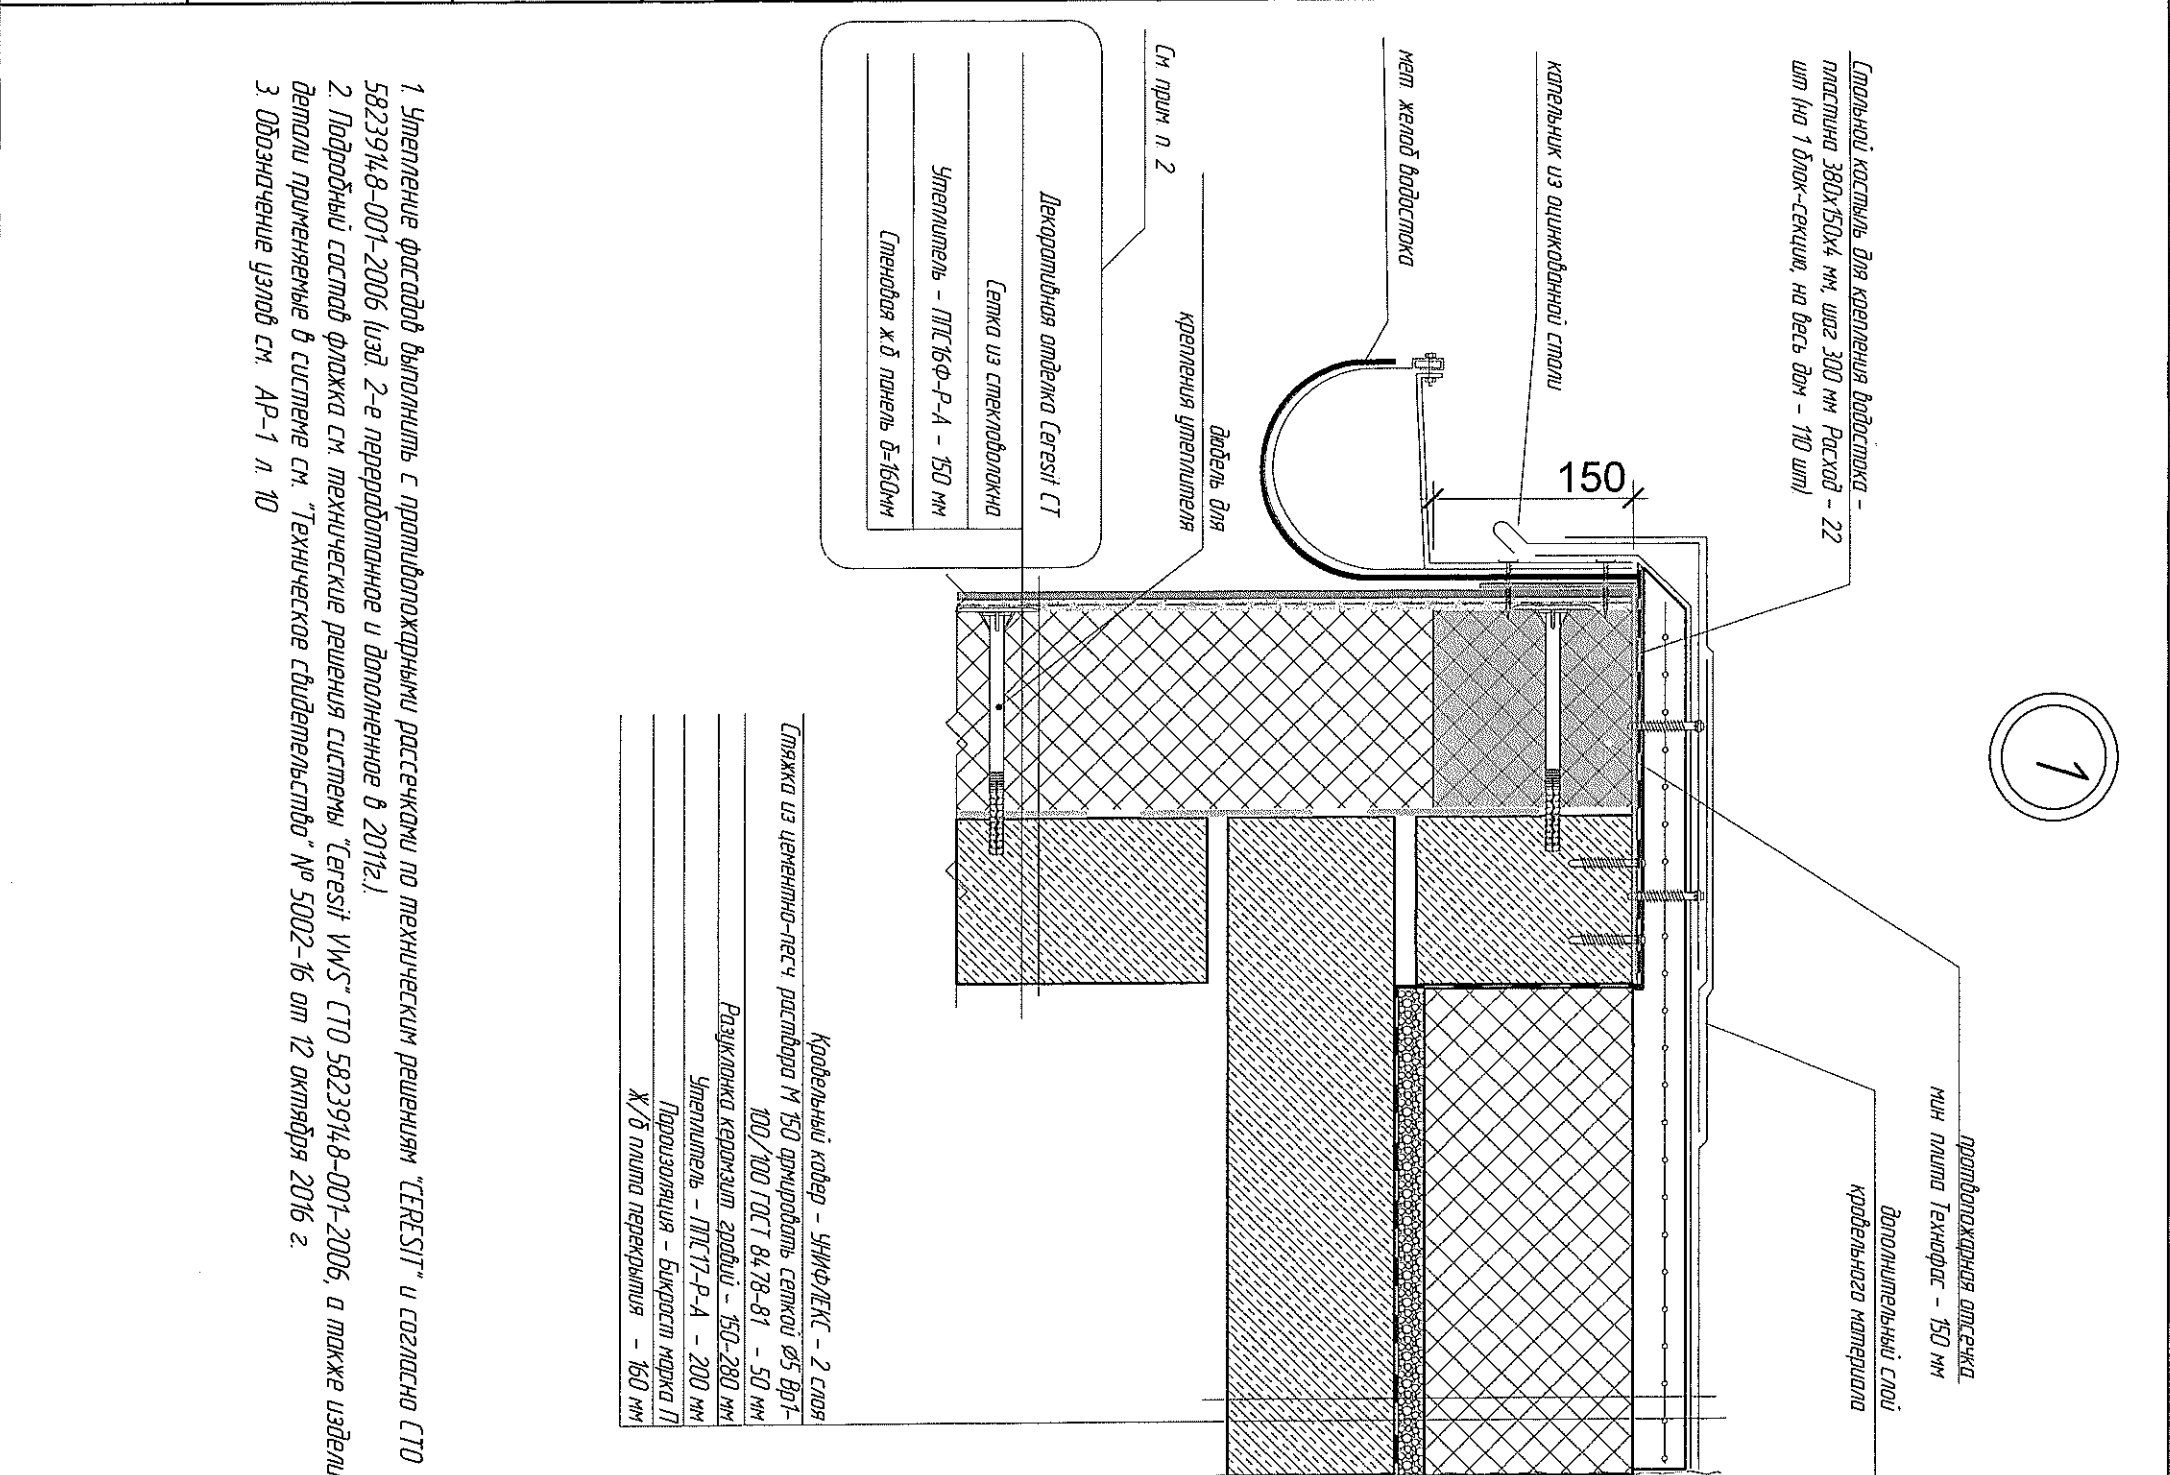 1
Стальной костыль для крепления водостока -
пластина 380х150х4 мм, шаг 300 мм Расход - 22
шт (на 1 блок-секцию, на весь дом - 110 шт)
капельник из оцинкованной стали
мет. желоб водостока
См. прим. п. 2
150
противопожарная отсечка
мин плита Технофас - 150 мм
дополнительный слой
кровельного материала
дюбель для
крепления утеплителя
Декоративная отделка Ceresit CT
Сетка из стекловолокна
Утеплитель - ППС16Ф-Р-А - 150 мм
Стеновая ж.б. панель δ=160мм
Кровельный ковер - УНИФЛЕКС - 2 слоя
Стяжка из цементно-песч. раствора М 150 армировать сеткой Ø5 Вр1-
100/100 ГОСТ 8478-81 - 50 мм
Разуклонка керамзит. гравий - 150-280 мм
Утеплитель - ППС17-Р-А - 200 мм
Пароизоляция - Бикрост марка П
Ж/б плита перекрытия - 160 мм
1. Утепление фасадов выполнить с противопожарными рассечками по техническим решениям "CERESIT" и согласно СТО
58239148-001-2006 (изд. 2-е переработанное и дополненное в 2011г.).
2. Подробный состав флажка см. технические решения системы "Ceresit VWS" СТО 58239148-001-2006, а также издели
детали применяемые в системе см. "Техническое свидетельство" № 5002-16 от 12 октября 2016 г.
3. Обозначение узлов см. АР-1 л. 10